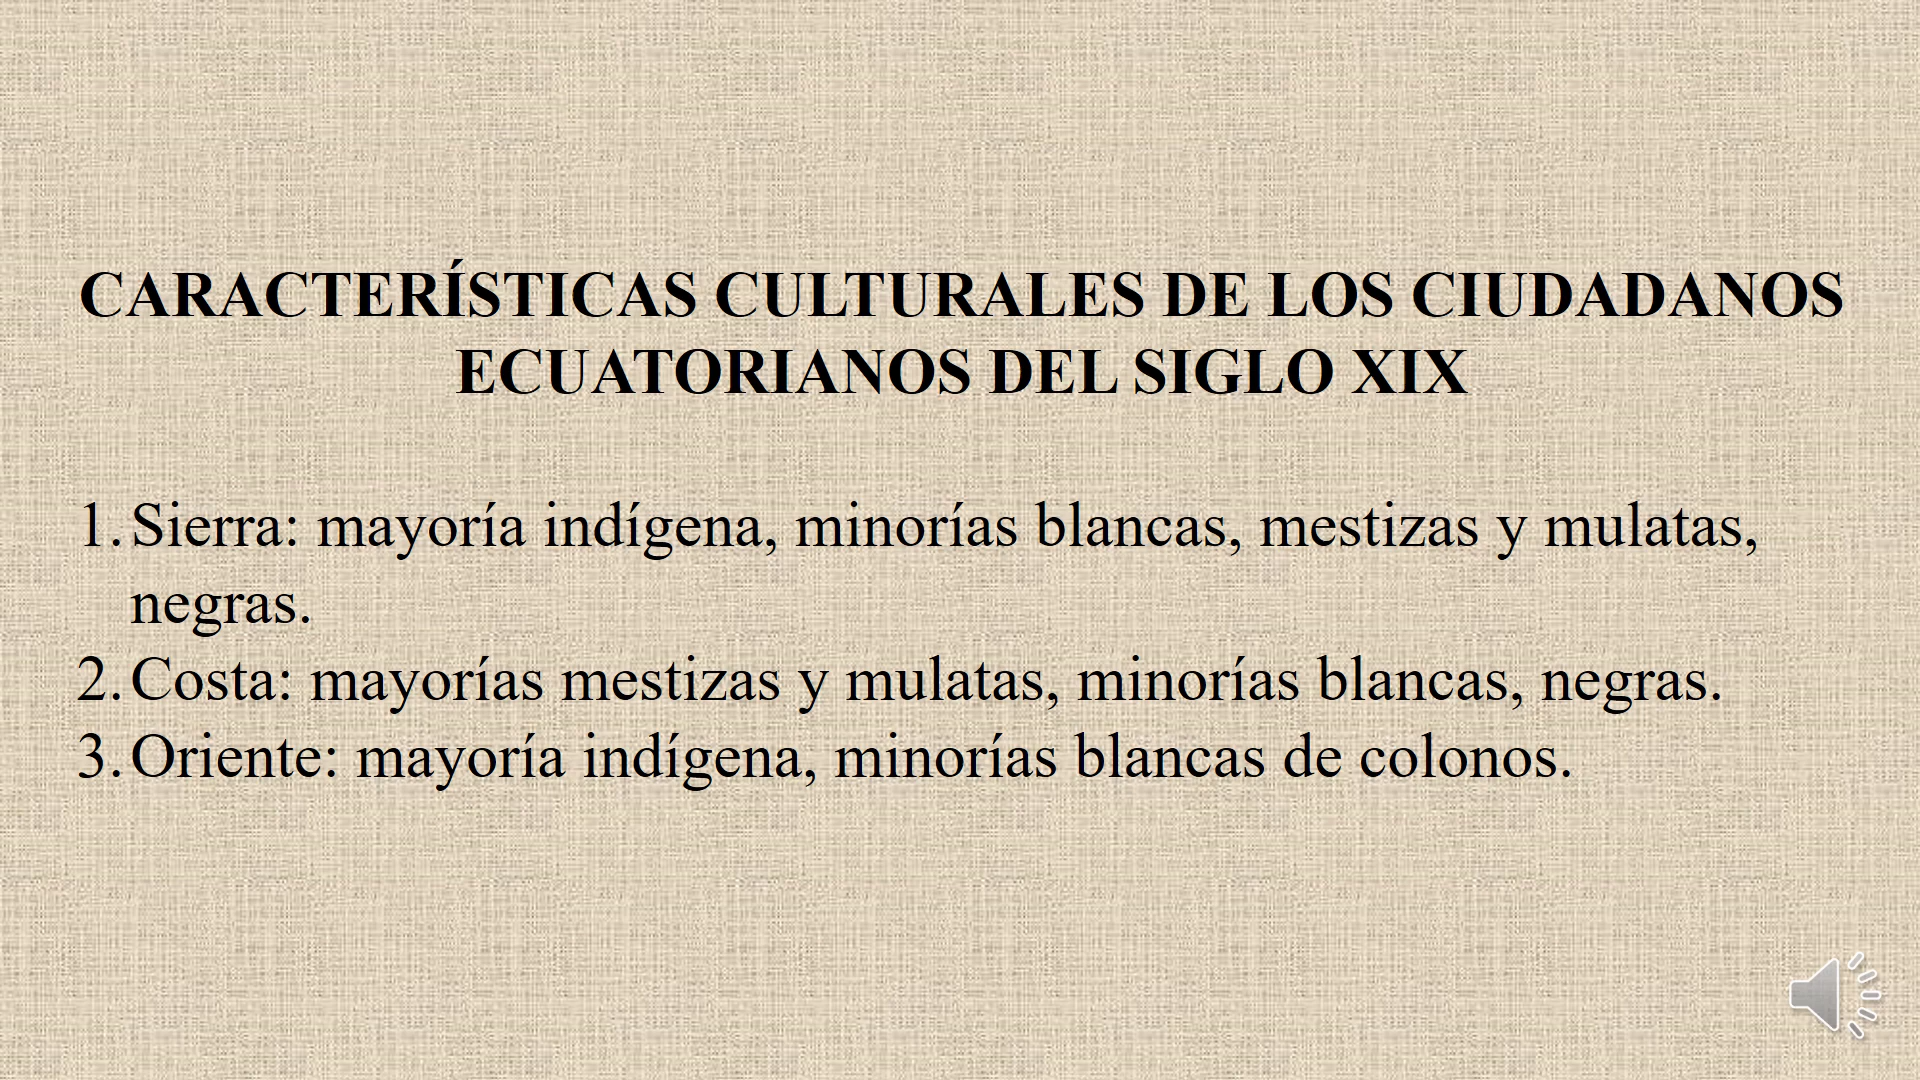 CARACTERÍSTICAS CULTURALES DE LOS CIUDADANOS
ECUATORIANOS DEL SIGLO XIX
1. Sierra: mayoría indígena, minorías blancas, mestizas y mulatas,
negras.
2. Costa: mayorías mestizas y mulatas, minorías blancas, negras.
3. Oriente: mayoría indígena, minorías blancas de colonos.